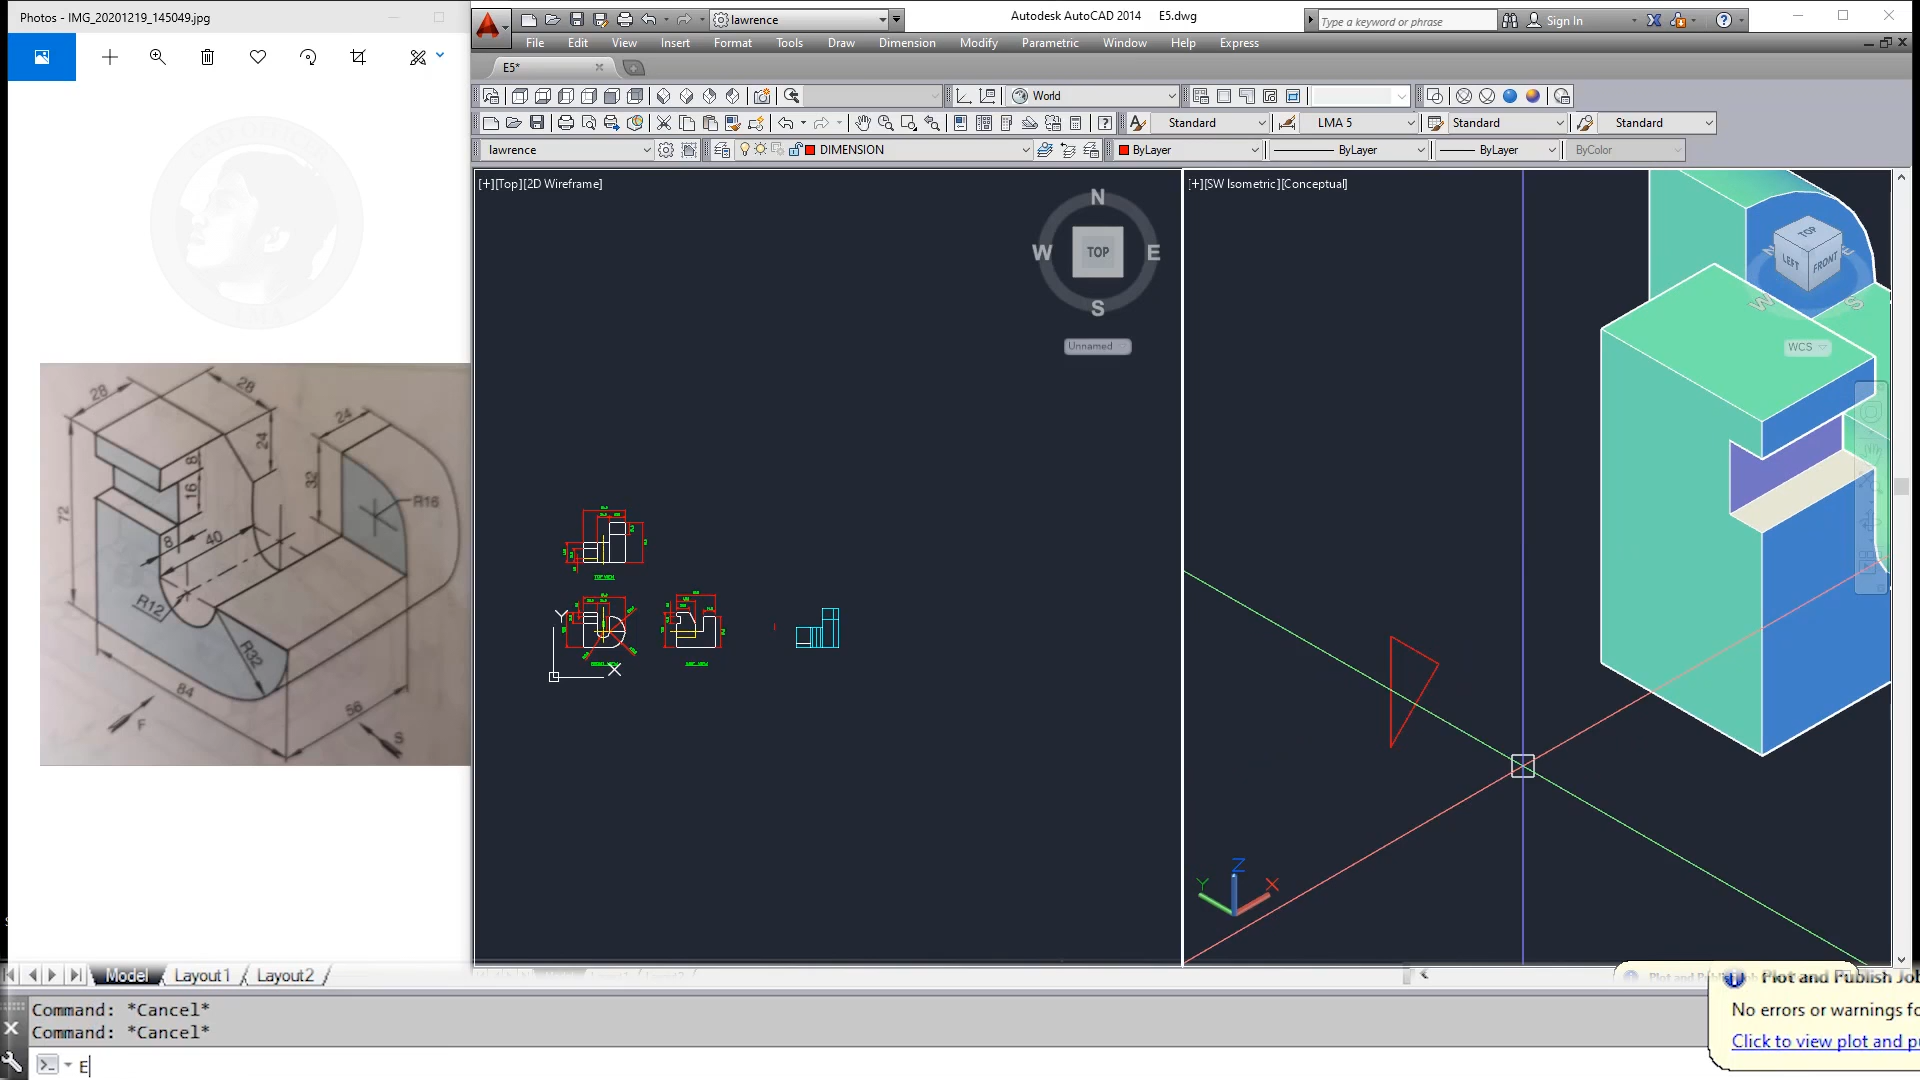 Photos - IMG_20201219_145049.jpg
lawrence
Autodesk AutoCAD 2014 E5.dwg
Type a keyword or phrase
Sign In
File Edit View Insert Format Tools Draw Dimension Modify Parametric Window Help Express
E5*
World
Standard LMA 5 Standard Standard
lawrence DIMENSION ByLayer ByLayer ByLayer ByColor
[+][Top][2D Wireframe]
[+][SW Isometric][Conceptual]
N
W TOP E
S
Unnamed
TOP
LEFT FRONT
W S
WCS
28 28 24
24
8
32
R16
16
72
8 40
R12
R32
84
56
F
S
TOP VIEW
Y
X
Z
Y X
Model Layout1 Layout2
Plot and Publish Job
No errors or warnings fo
Click to view plot and pu
Command: *Cancel*
Command: *Cancel*
E